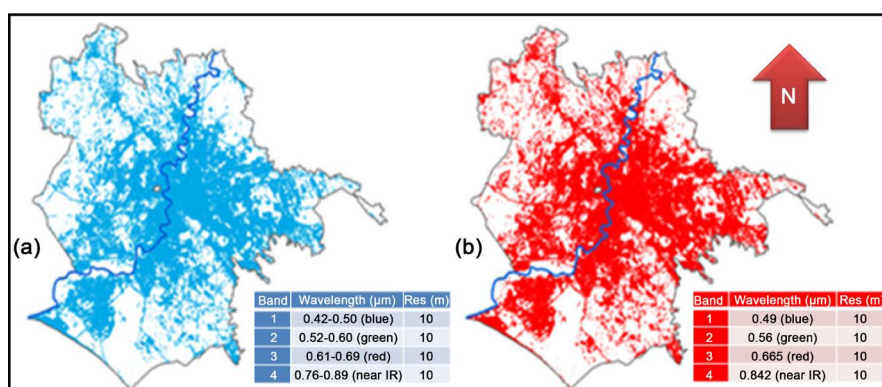 N
(a)
(b)
Band Wavelength (µm) Res (m)
1 0.42-0.50 (blue) 10
2 0.52-0.60 (green) 10
3 0.61-0.69 (red) 10
4 0.76-0.89 (near IR) 10
Band Wavelength (µm) Res (m)
1 0.49 (blue) 10
2 0.56 (green) 10
3 0.665 (red) 10
4 0.842 (near IR) 10